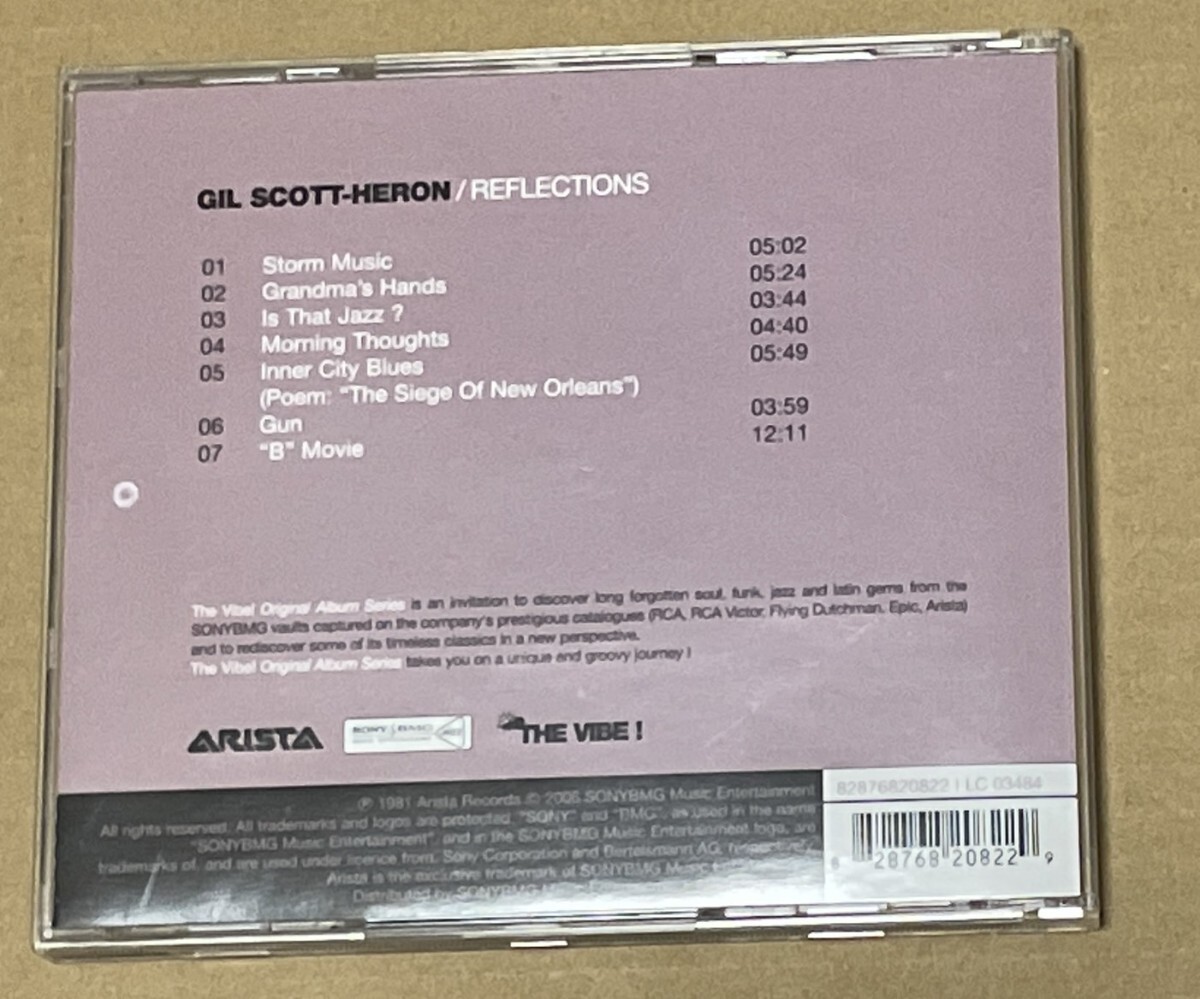 GIL SCOTT-HERON / REFLECTIONS
01 Storm Music 05:02
02 Grandma's Hands 05:24
03 Is That Jazz ? 03:44
04 Morning Thoughts 04:40
05 Inner City Blues 05:49
(Poem: "The Siege Of New Orleans")
06 Gun 03:59
07 "B" Movie 12:11
The Vibe! Original Album Series is an invitation to discover long forgotten soul, funk, jazz and latin gems from the
SONYBMG vaults captured on the company's prestigious catalogues (RCA, RCA Victor, Flying Dutchman, Epic, Arista)
and to rediscover some of its timeless classics in a new perspective.
The Vibe! Original Album Series takes you on a unique and groovy journey !
ARISTA SONY BMG THE VIBE !
82876820822 | LC 03484
℗ 1981 Arista Records © 2006 SONYBMG Music Entertainment
All rights reserved. All trademarks and logos are protected. "SONY" and "BMG", as used in the name
"SONYBMG Music Entertainment", and in the SONYBMG Music Entertainment logo, are
trademarks of, and are used under licence from, Sony Corporation and Bertelsmann AG, respectively.
Arista is the exclusive trademark of SONYBMG Music
Distributed by SONYBMG
8 28768 20822 9